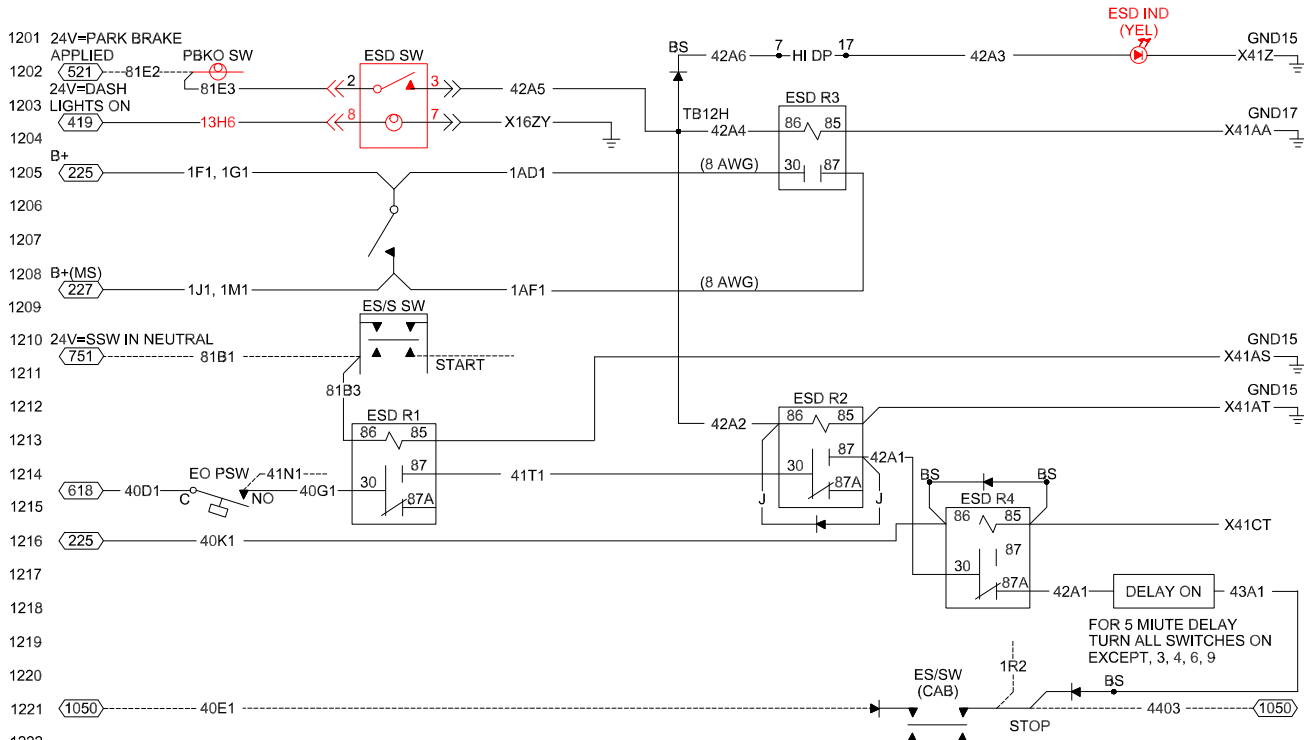 ESD IND
(YEL)
1201 24V=PARK BRAKE
APPLIED PBKO SW ESD SW BS 42A6 7 HI DP 17 42A3 GND15
X41Z
1202 521 81E2
24V=DASH 81E3 2 3 42A5
1203 LIGHTS ON
419 13H6 8 7 X16ZY TB12H ESD R3 GND17
1204 42A4 86 85 X41AA
B+
1205 225 1F1, 1G1 1AD1 (8 AWG) 30 87
1206
1207
1208 B+(MS)
227 1J1, 1M1 1AF1 (8 AWG)
1209 ES/S SW
1210 24V=SSW IN NEUTRAL GND15
751 81B1 START X41AS
1211
81B3 GND15
1212 ESD R1 ESD R2 X41AT
86 85 42A2 86 85
1213
87 42A1
1214 EO PSW 41N1 87 41T1 30 BS BS
618 40D1 C NO 40G1 30 87A 87A
1215 J J ESD R4
86 85 X41CT
1216 225 40K1
87
1217 30
87A 42A1 DELAY ON 43A1
1218
FOR 5 MIUTE DELAY
1219 TURN ALL SWITCHES ON
EXCEPT, 3, 4, 6, 9
1220 ES/SW 1R2
(CAB) BS
1221 1050 40E1 4403 1050
STOP